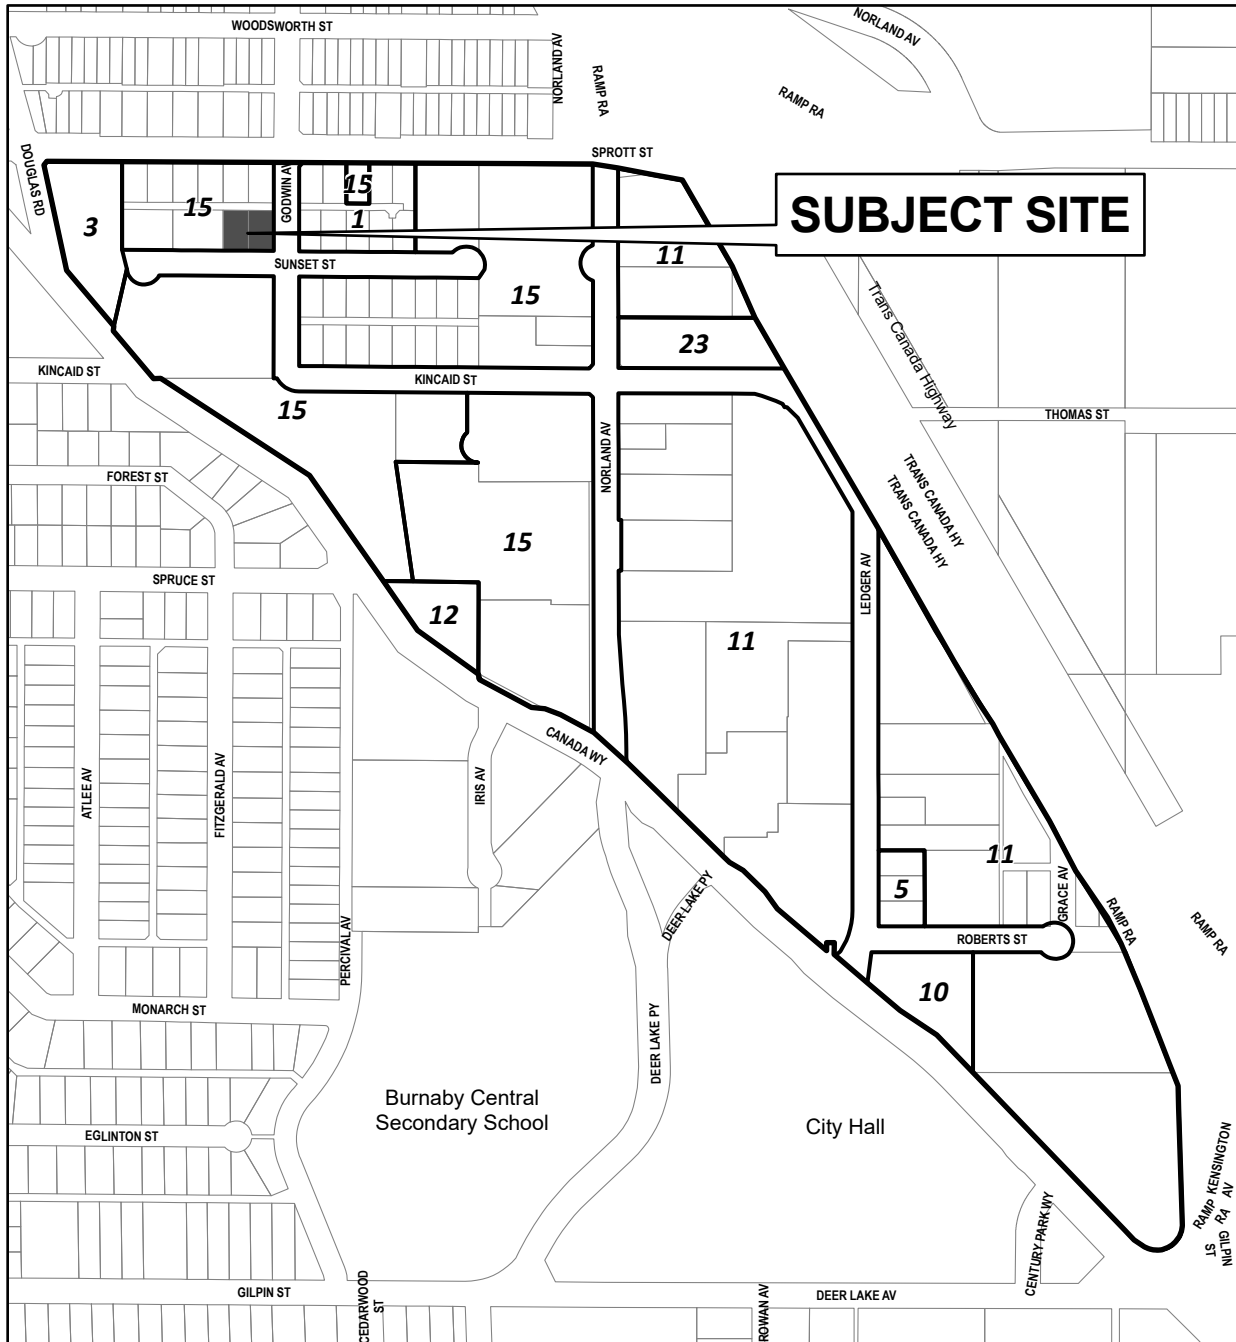 WOODSWORTH ST
NORLAND AV
NORLAND AV
RAMP RA
RAMP RA
SPROTT ST
DOUGLAS RD
GODWIN AV
15
15
3
1
SUBJECT SITE
SUNSET ST
11
15
Trans Canada Highway
23
KINCAID ST
KINCAID ST
15
THOMAS ST
NORLAND AV
FOREST ST
TRANS CANADA HY
TRANS CANADA HY
15
SPRUCE ST
LEDGER AV
12
11
CANADA WY
ATLEE AV
FITZGERALD AV
IRIS AV
11
5
GRACE AV
DEER LAKE PY
RAMP RA
RAMP RA
PERCIVAL AV
ROBERTS ST
10
MONARCH ST
DEER LAKE PY
Burnaby Central
Secondary School
City Hall
EGLINTON ST
RAMP KENSINGTON
RA AV
GILPIN
ST
CENTURY PARK WY
GILPIN ST
CEDARWOOD
ST
ROWAN AV
DEER LAKE AV